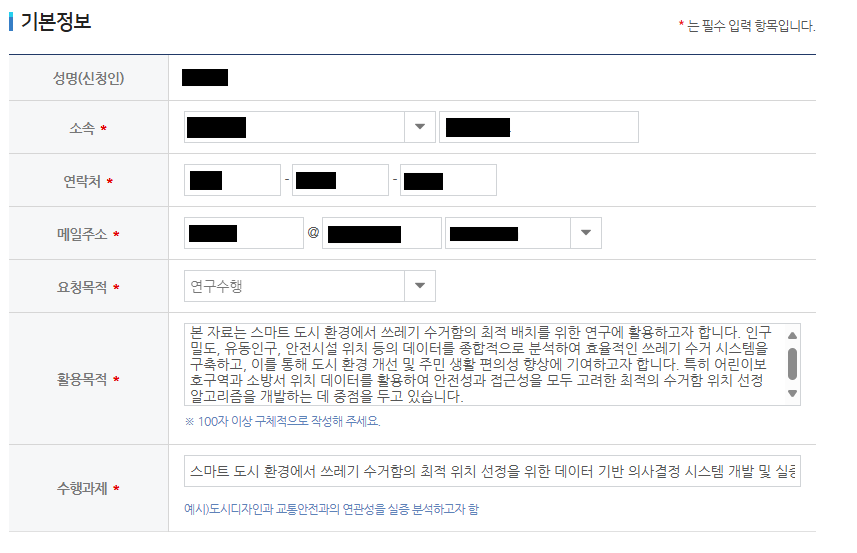 기본정보
* 는 필수 입력 항목입니다.
성명(신청인)
소속 *
연락처 *
- -
메일주소 *
@
요청목적 *
연구수행
활용목적 *
본 자료는 스마트 도시 환경에서 쓰레기 수거함의 최적 배치를 위한 연구에 활용하고자 합니다. 인구
밀도, 유동인구, 안전시설 위치 등의 데이터를 종합적으로 분석하여 효율적인 쓰레기 수거 시스템을
구축하고, 이를 통해 도시 환경 개선 및 주민 생활 편의성 향상에 기여하고자 합니다. 특히 어린이보
호구역과 소방서 위치 데이터를 활용하여 안전성과 접근성을 모두 고려한 최적의 수거함 위치 선정
알고리즘을 개발하는 데 중점을 두고 있습니다.
※ 100자 이상 구체적으로 작성해 주세요.
수행과제 *
스마트 도시 환경에서 쓰레기 수거함의 최적 위치 선정을 위한 데이터 기반 의사결정 시스템 개발 및 실증
예시)도시디자인과 교통안전과의 연관성을 실증 분석하고자 함